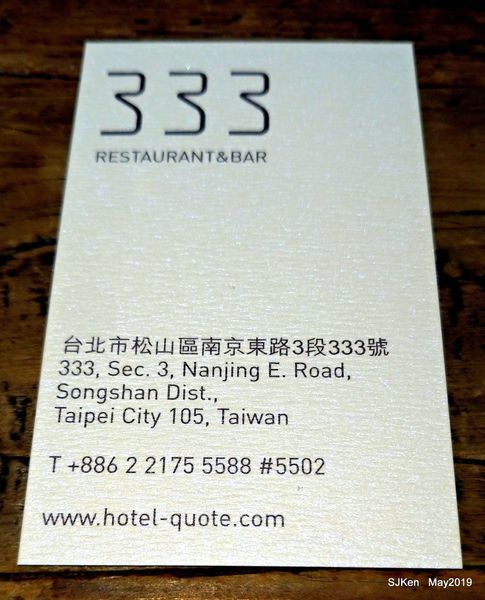 333
RESTAURANT&BAR
台北市松山區南京東路3段333號
333, Sec. 3, Nanjing E. Road,
Songshan Dist.,
Taipei City 105, Taiwan
T +886 2 2175 5588 #5502
www.hotel-quote.com
SJKen May2019